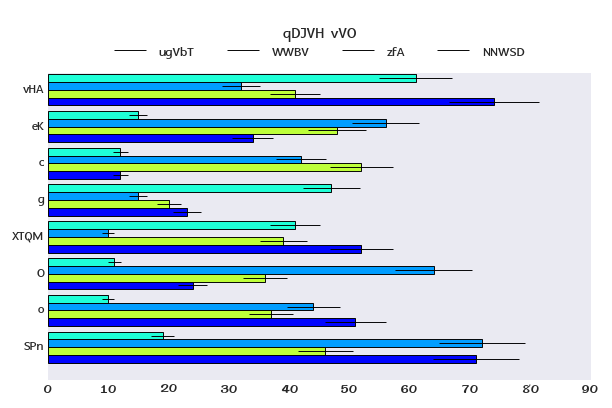 qDJVH vVO
ugVbT WWBV zfA NNWSD
vHA
eK
c
g
XTQM
O
o
SPn
0 10 20 30 40 50 60 70 80 90